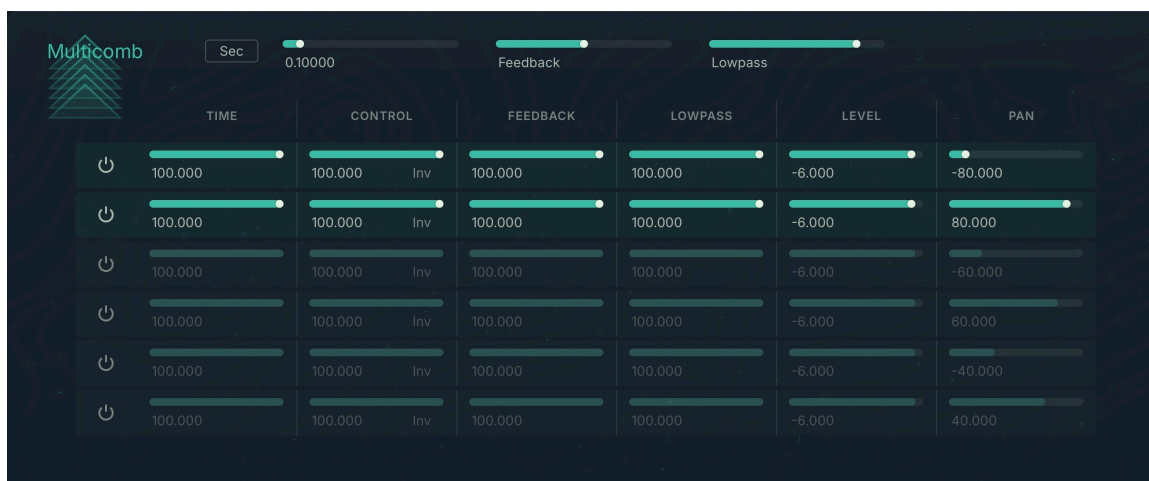 Multicomb Sec 0.10000 Feedback Lowpass
TIME CONTROL FEEDBACK LOWPASS LEVEL PAN
100.000 100.000 Inv 100.000 100.000 -6.000 -80.000
100.000 100.000 Inv 100.000 100.000 -6.000 80.000
100.000 100.000 Inv 100.000 100.000 -6.000 -60.000
100.000 100.000 Inv 100.000 100.000 -6.000 60.000
100.000 100.000 Inv 100.000 100.000 -6.000 -40.000
100.000 100.000 Inv 100.000 100.000 -6.000 40.000